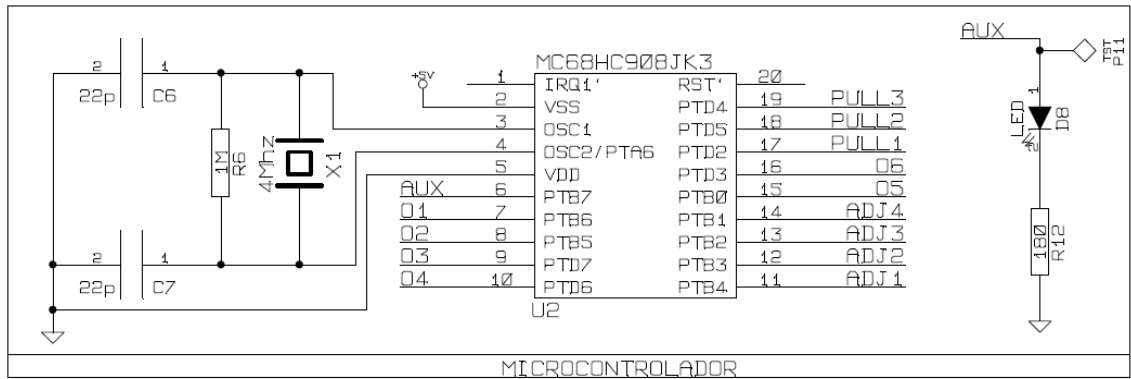 AUX
TST
P11
1
LED
D8
2
180
R12
2 1
22p C6
1M
R6
4Mhz
X1
2 1
22p C7
+5V
MC68HC908JK3
1 IRQ1' RST' 20
2 VSS PTD4 19 PULL3
3 OSC1 PTD5 18 PULL2
4 OSC2/PTA6 PTD2 17 PULL1
5 VDD PTD3 16 O6
AUX 6 PTB7 PTB0 15 O5
O1 7 PTB6 PTB1 14 ADJ4
O2 8 PTB5 PTB2 13 ADJ3
O3 9 PTD7 PTB3 12 ADJ2
O4 10 PTD6 PTB4 11 ADJ1
U2
MICROCONTROLADOR